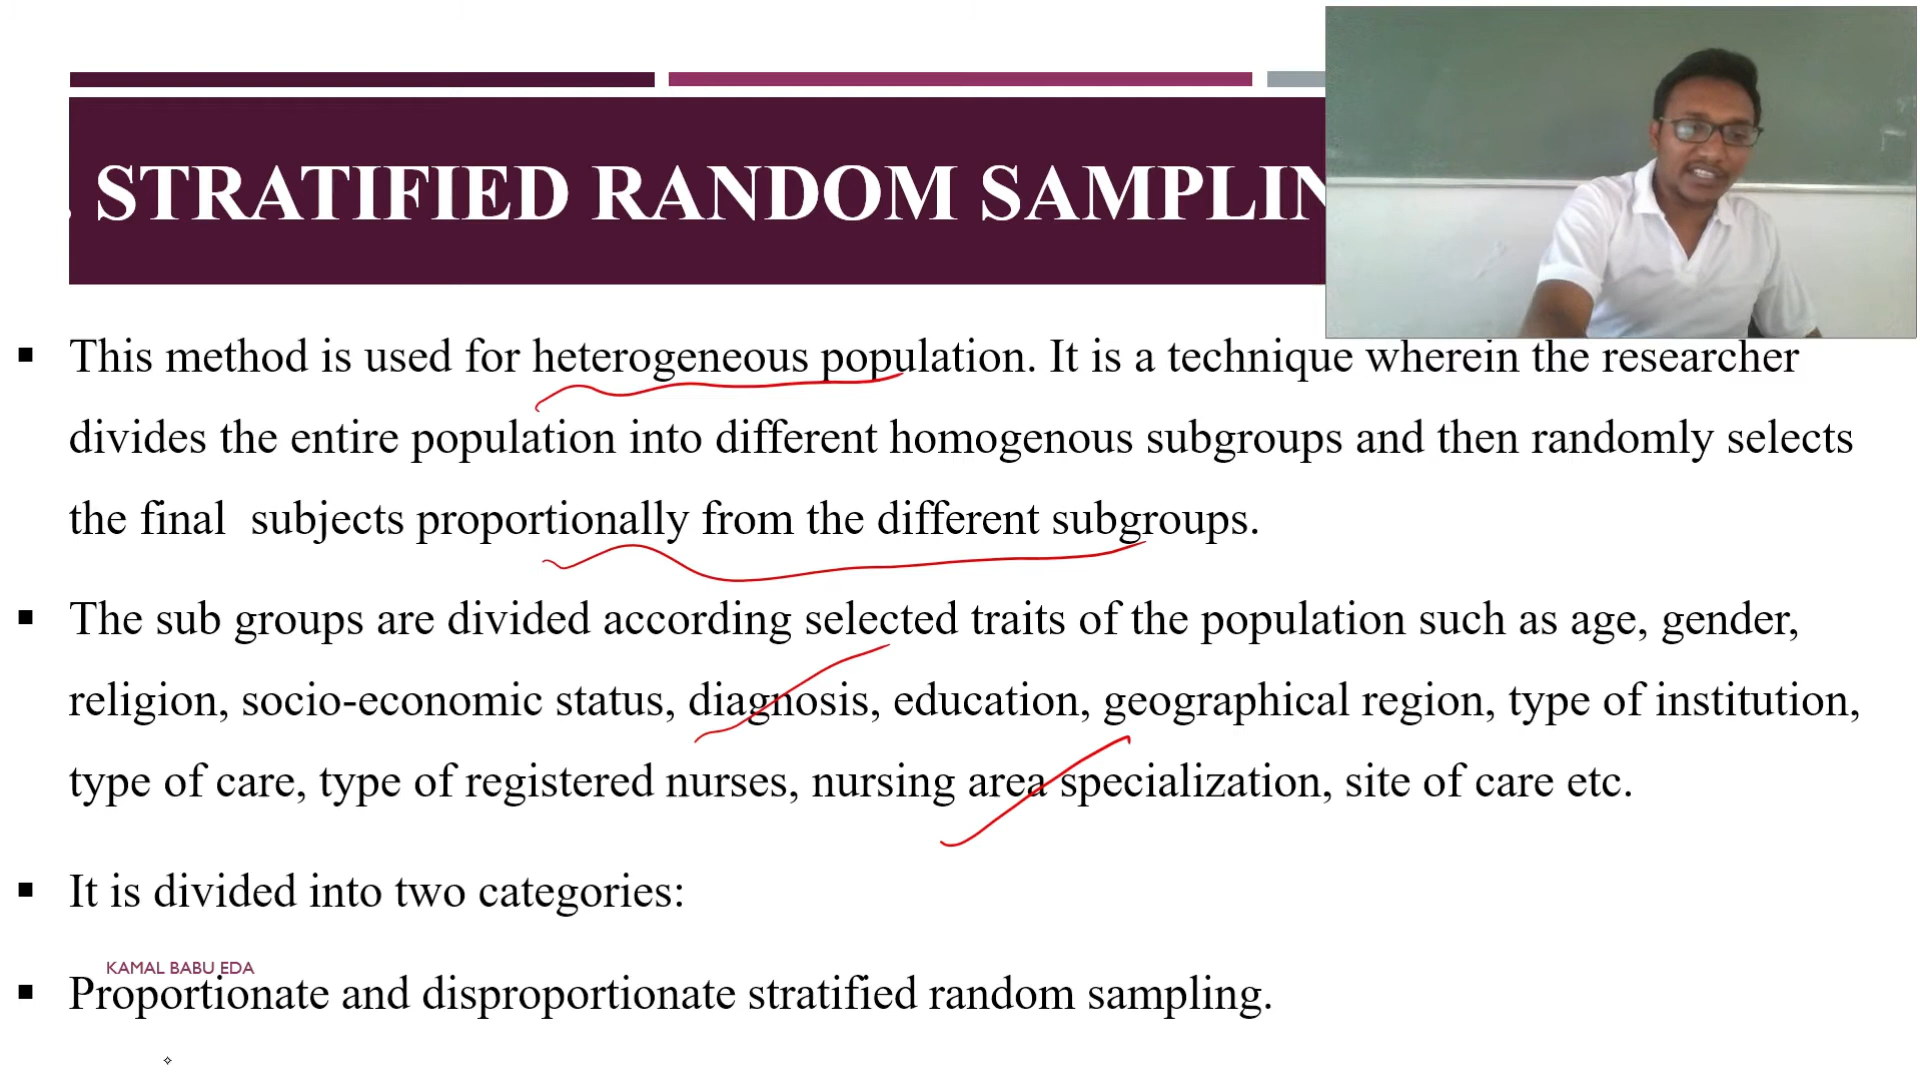 . STRATIFIED RANDOM SAMPLIN
▪ This method is used for heterogeneous population. It is a technique wherein the researcher
divides the entire population into different homogenous subgroups and then randomly selects
the final subjects proportionally from the different subgroups.
▪ The sub groups are divided according selected traits of the population such as age, gender,
religion, socio-economic status, diagnosis, education, geographical region, type of institution,
type of care, type of registered nurses, nursing area specialization, site of care etc.
▪ It is divided into two categories:
KAMAL BABU EDA
▪ Proportionate and disproportionate stratified random sampling.